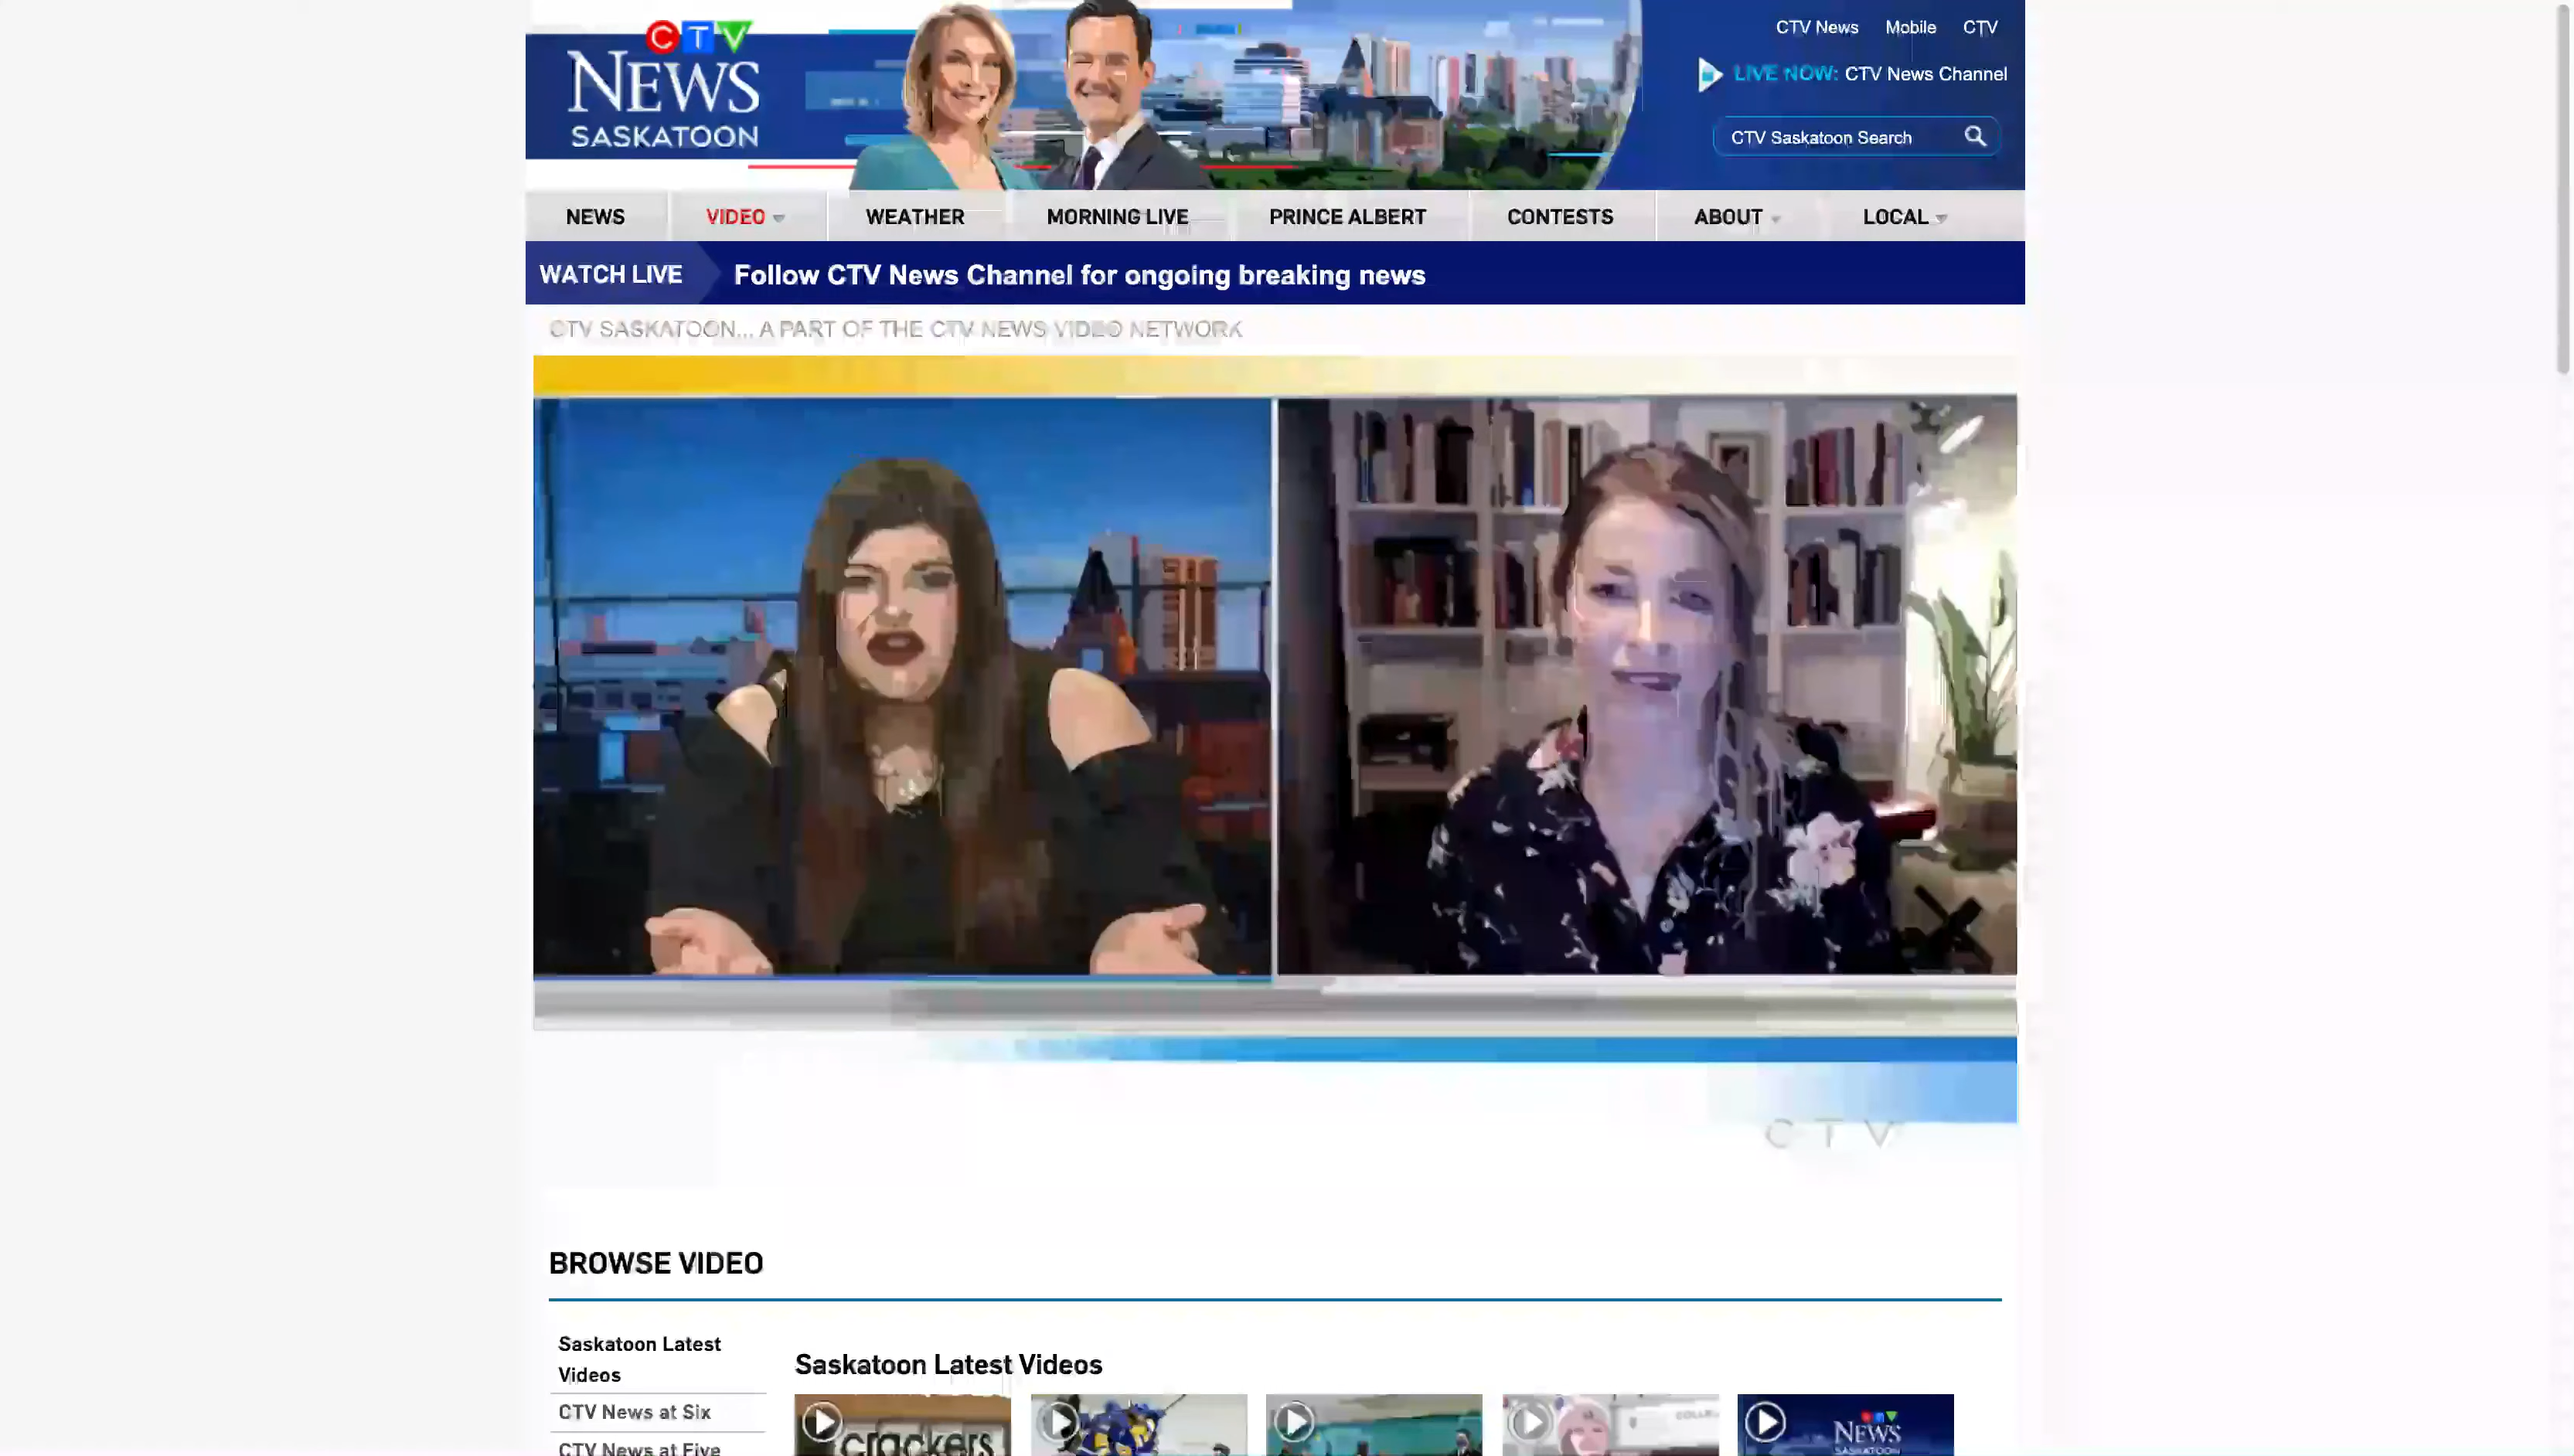 CTV
NEWS
SASKATOON
CTV News Mobile CTV
LIVE NOW: CTV News Channel
CTV Saskatoon Search
NEWS VIDEO WEATHER MORNING LIVE PRINCE ALBERT CONTESTS ABOUT LOCAL
WATCH LIVE Follow CTV News Channel for ongoing breaking news
CTV SASKATOON... A PART OF THE CTV NEWS VIDEO NETWORK
CTV
BROWSE VIDEO
Saskatoon Latest
Videos
CTV News at Six
CTV News at Five
Saskatoon Latest Videos
crackers
CTV
NEWS
SASKATOON